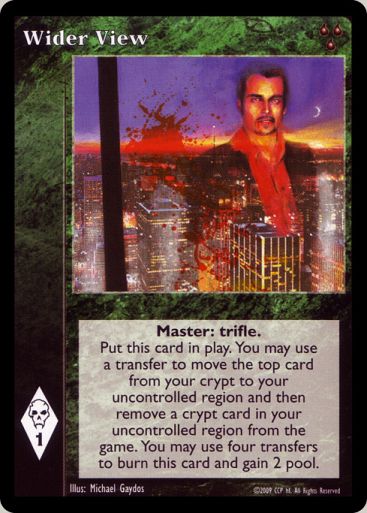 Wider View
Master: trifle.
Put this card in play. You may use
a transfer to move the top card
from your crypt to your
uncontrolled region and then
remove a crypt card in your
uncontrolled region from the
game. You may use four transfers
to burn this card and gain 2 pool.
1
Illus: Michael Gaydos
©2009 CCP hf. All Rights Reserved